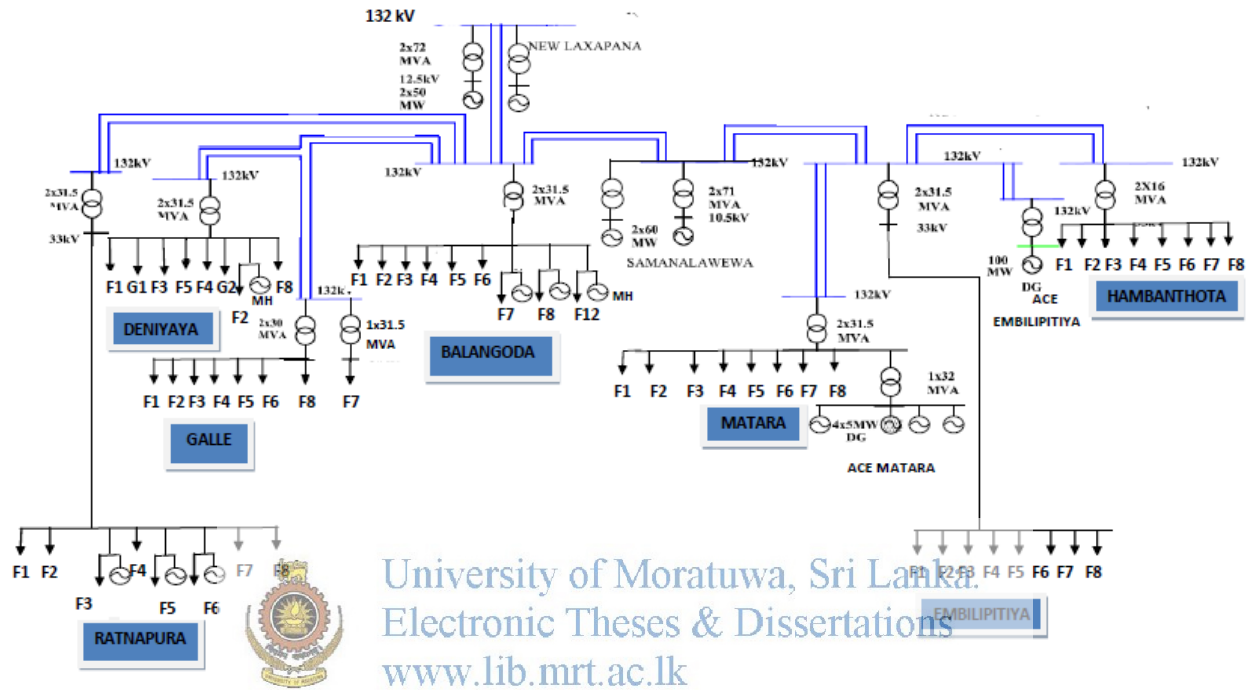 132 kV
NEW LAXAPANA
2x72
MVA
12.5kV
2x50
MW
132kV
2x31.5
MVA
33kV
132kV
2x31.5
MVA
F1 G1 F3 F5 F4 G2 MH F8
F2
DENIYAYA
132kV
2x30
MVA
1x31.5
MVA
F1 F2 F3 F4 F5 F6 F8 F7
GALLE
132kV
2x31.5
MVA
F1 F2 F3 F4 F5 F6
F7 F8 F12 MH
BALANGODA
132kV
2x71
MVA
10.5kV
2x60
MW
SAMANALAWEWA
132kV
2x31.5
MVA
33kV
132kV
100
MW
DG
ACE
EMBILIPITIYA
132kV
2X16
MVA
F1 F2 F3 F4 F5 F6 F7 F8
HAMBANTHOTA
132kV
2x31.5
MVA
F1 F2 F3 F4 F5 F6 F7 F8
1x32
MVA
MATARA
4x5MW
DG
ACE MATARA
F1 F2 F4 F7 F8
F3 F5 F6
RATNAPURA
F1 F2 F3 F4 F5 F6 F7 F8
EMBILIPITIYA
University of Moratuwa, Sri Lanka.
Electronic Theses & Dissertations
www.lib.mrt.ac.lk